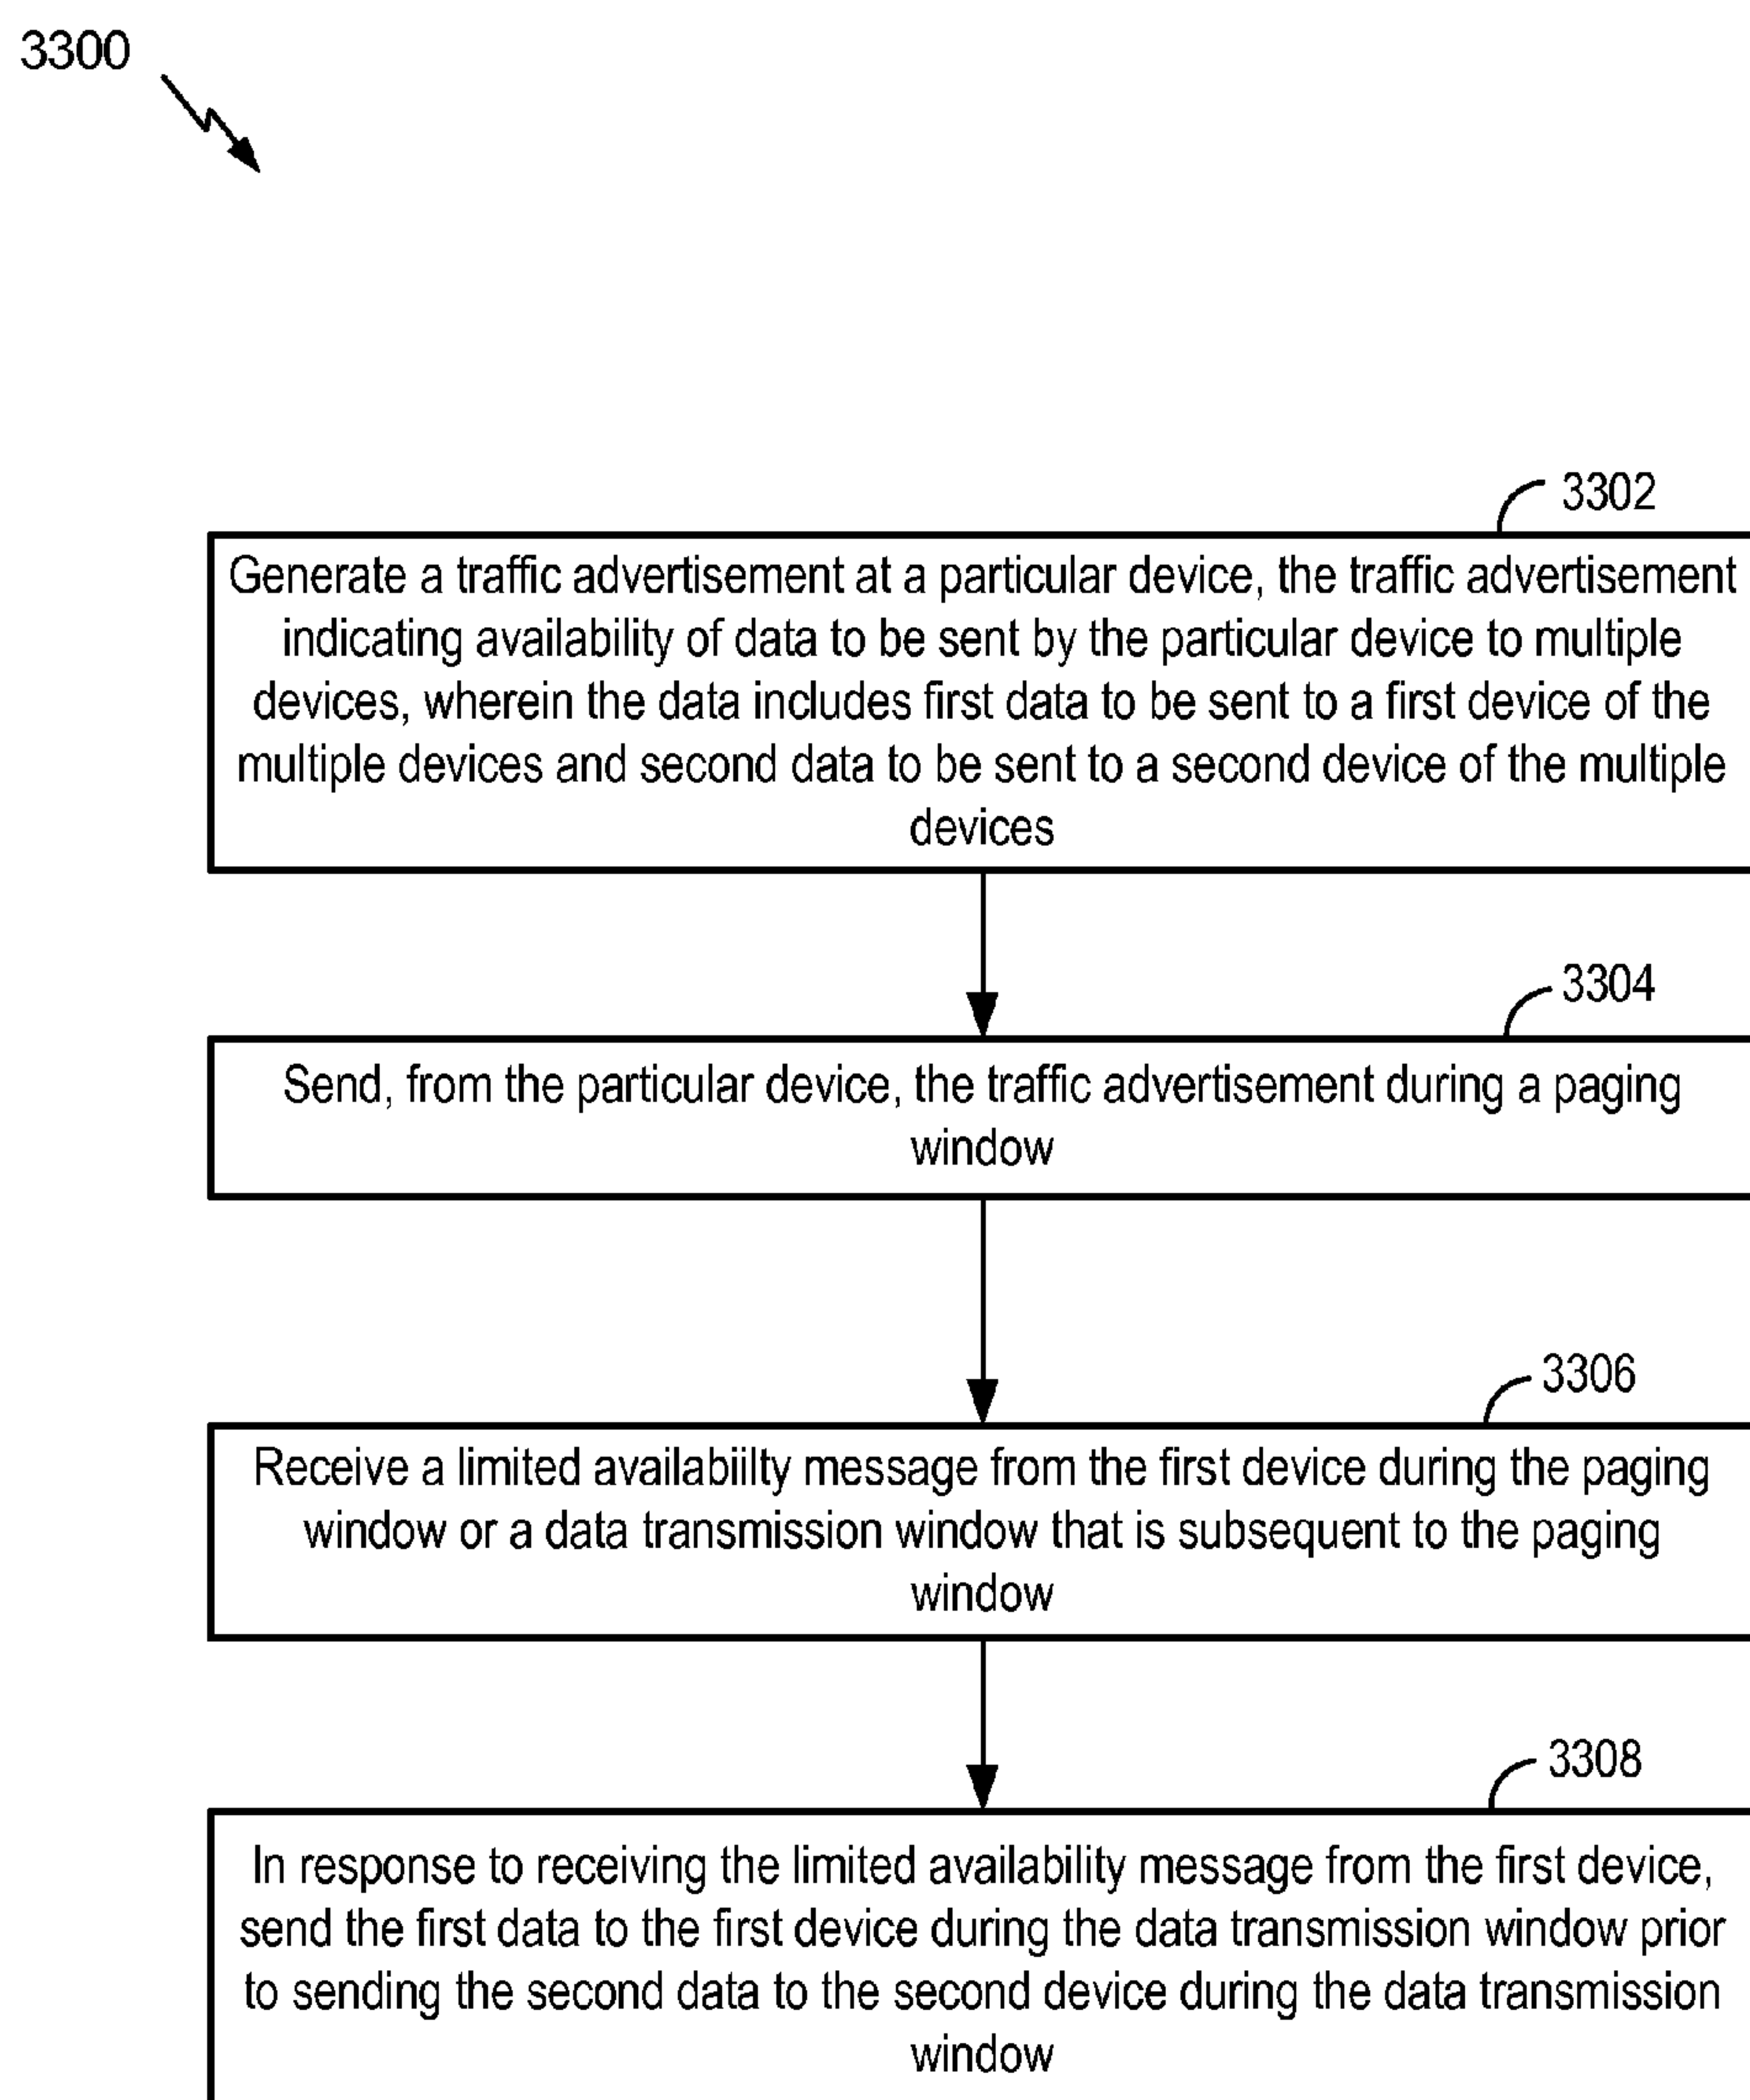 3300
3302
Generate a traffic advertisement at a particular device, the traffic advertisement
indicating availability of data to be sent by the particular device to multiple
devices, wherein the data includes first data to be sent to a first device of the
multiple devices and second data to be sent to a second device of the multiple
devices
3304
Send, from the particular device, the traffic advertisement during a paging
window
3306
Receive a limited availabiilty message from the first device during the paging
window or a data transmission window that is subsequent to the paging
window
3308
In response to receiving the limited availability message from the first device,
send the first data to the first device during the data transmission window prior
to sending the second data to the second device during the data transmission
window